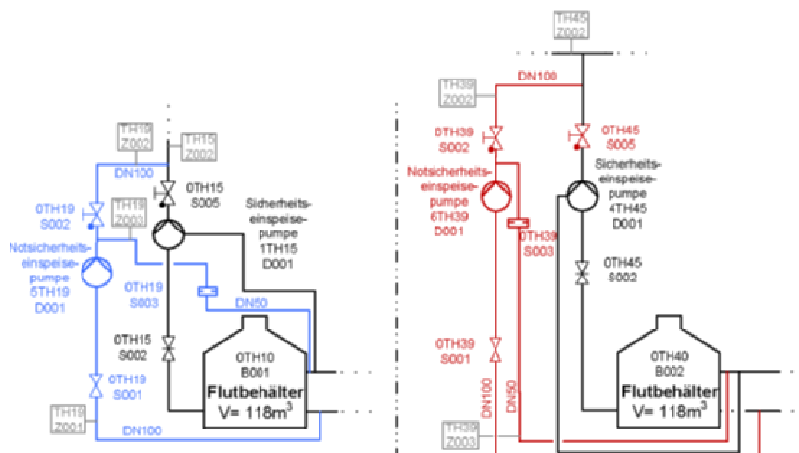 TH19
Z002
TH15
Z002
DN100
0TH15
S005
0TH19
S002
TH19
Z003
Sicherheits-
einspeise-
pumpe
1TH15
D001
Notsicherheits-
einspeise-
pumpe
5TH19
D001
0TH19
S003
DN50
0TH15
S002
0TH19
S001
TH19
Z001
DN100
0TH10
B001
Flutbehälter
V= 118m³
TH45
Z002
DN100
TH39
Z002
0TH39
S002
0TH45
S005
Notsicherheits-
einspeise-
pumpe
6TH39
D001
Sicherheits-
einspeise-
pumpe
4TH45
D001
0TH39
S003
0TH45
S002
0TH39
S001
DN100
DN50
TH39
Z003
0TH40
B002
Flutbehälter
V= 118m³